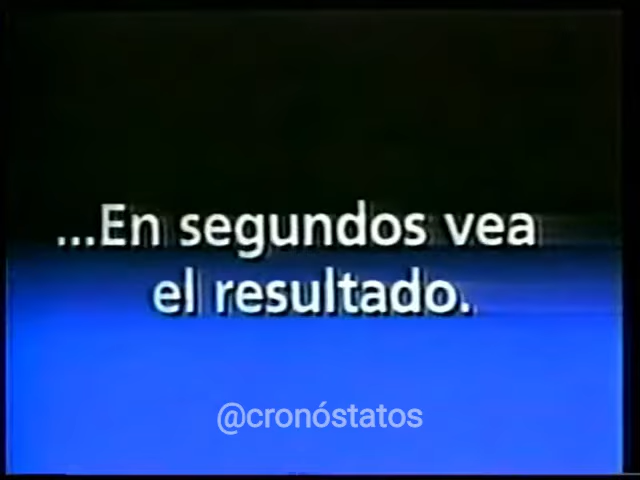 ...En segundos vea
el resultado.
@cronóstatos